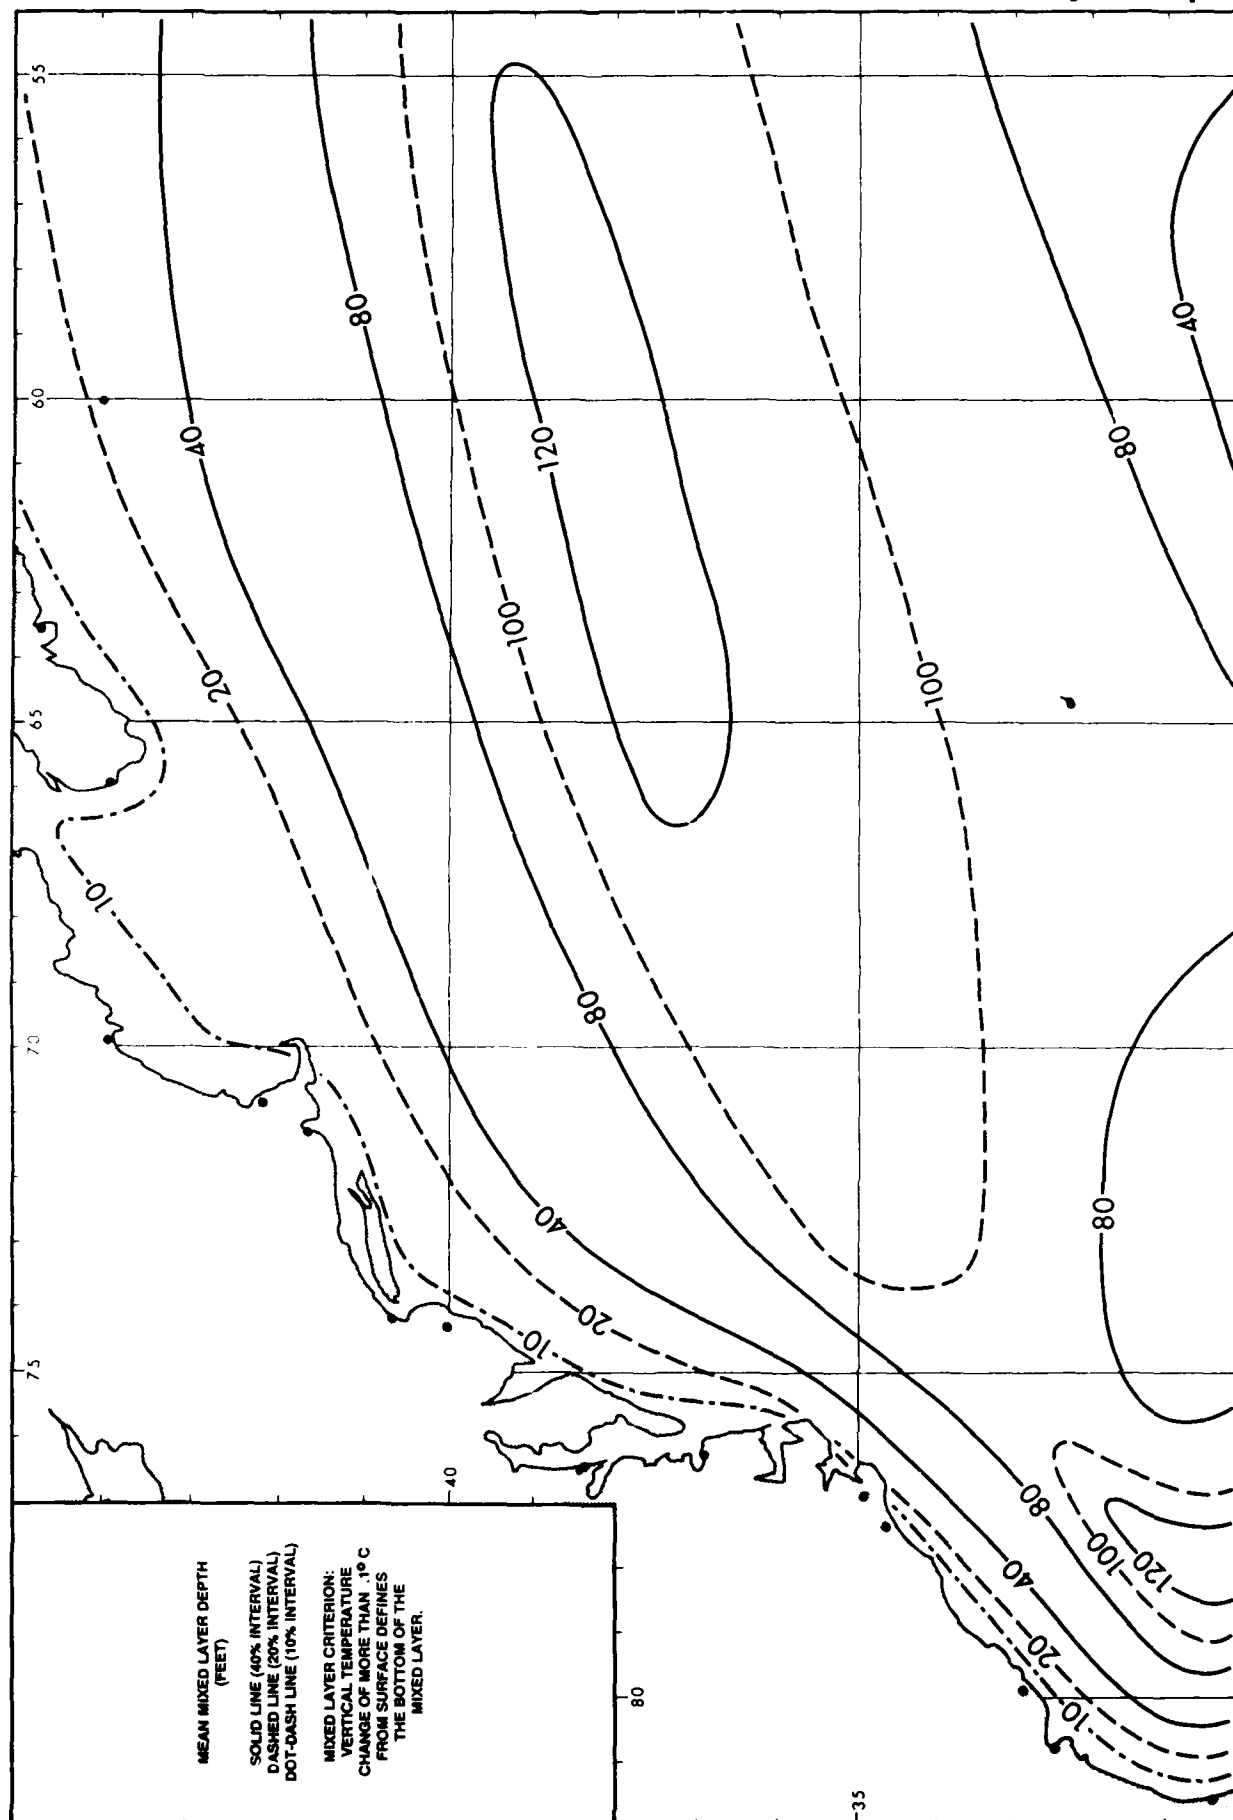 MEAN MIXED LAYER DEPTH
(FEET)
SOLID LINE (40% INTERVAL)
DASHED LINE (20% INTERVAL)
DOT-DASH LINE (10% INTERVAL)
MIXED LAYER CRITERION:
VERTICAL TEMPERATURE
CHANGE OF MORE THAN .1°C
FROM SURFACE DEFINES
THE BOTTOM OF THE
MIXED LAYER.
80
75
70
65
60
55
40
35
10
10
10
20
20
20
40
40
40
40
80
80
80
80
80
100
100
100
120
120